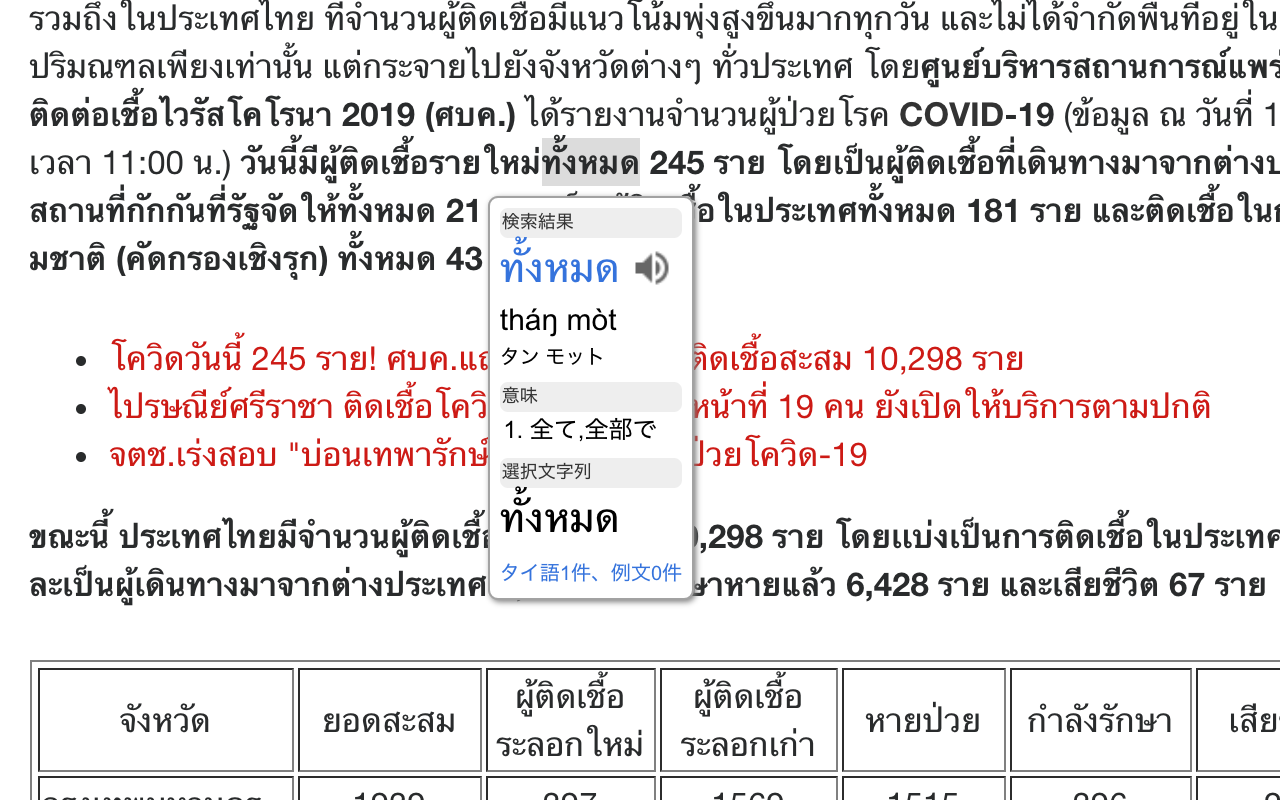 รวมถึงในประเทศไทย ที่จำนวนผู้ติดเชื้อมีแนวโน้มพุ่งสูงขึ้นมากทุกวัน และไม่ได้จำกัดพื้นที่อยู่ใน
ปริมณฑลเพียงเท่านั้น แต่กระจายไปยังจังหวัดต่างๆ ทั่วประเทศ โดยศูนย์บริหารสถานการณ์แพร่
ติดต่อเชื้อไวรัสโคโรนา 2019 (ศบค.) ได้รายงานจำนวนผู้ป่วยโรค COVID-19 (ข้อมูล ณ วันที่ 1
เวลา 11:00 น.) วันนี้มีผู้ติดเชื้อรายใหม่ทั้งหมด 245 ราย โดยเป็นผู้ติดเชื้อที่เดินทางมาจากต่างป
สถานที่กักกันที่รัฐจัดให้ทั้งหมด 21 ื้อในประเทศทั้งหมด 181 ราย และติดเชื้อใน
มชาติ (คัดกรองเชิงรุก) ทั้งหมด 43
検索結果
ทั้งหมด
tháŋ mòt
タン モット
意味
1. 全て,全部で
選択文字列
ทั้งหมด
タイ語1件、例文0件
โควิดวันนี้ 245 ราย! ศบค.แถ ติดเชื้อสะสม 10,298 ราย
ไปรษณีย์ศรีราชา ติดเชื้อโควิ หน้าที่ 19 คน ยังเปิดให้บริการตามปกติ
จตช.เร่งสอบ "บ่อนเทพารักษ์ ป่วยโควิด-19
ขณะนี้ ประเทศไทยมีจำนวนผู้ติดเชื้อ 0,298 ราย โดยแบ่งเป็นการติดเชื้อในประเทศ
ละเป็นผู้เดินทางมาจากต่างประเทศ ษาหายแล้ว 6,428 ราย และเสียชีวิต 67 ราย
จังหวัด ยอดสะสม ผู้ติดเชื้อ ผู้ติดเชื้อ หายป่วย กำลังรักษา เสีย
ระลอกใหม่ ระลอกเก่า